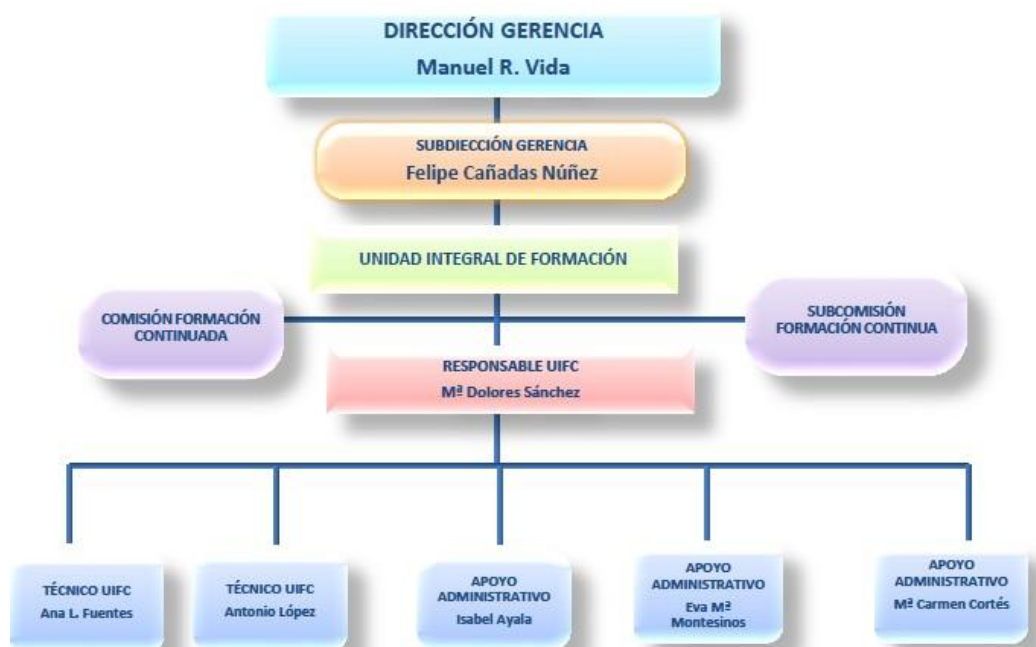 DIRECCIÓN GERENCIA
Manuel R. Vida
SUBDIECCIÓN GERENCIA
Felipe Cañadas Núñez
UNIDAD INTEGRAL DE FORMACIÓN
COMISIÓN FORMACIÓN
CONTINUADA
SUBCOMISIÓN
FORMACIÓN CONTINUA
RESPONSABLE UIFC
Mª Dolores Sánchez
TÉCNICO UIFC
Ana L. Fuentes
TÉCNICO UIFC
Antonio López
APOYO
ADMINISTRATIVO
Isabel Ayala
APOYO
ADMINISTRATIVO
Eva Mª
Montesinos
APOYO
ADMINISTRATIVO
Mª Carmen Cortés